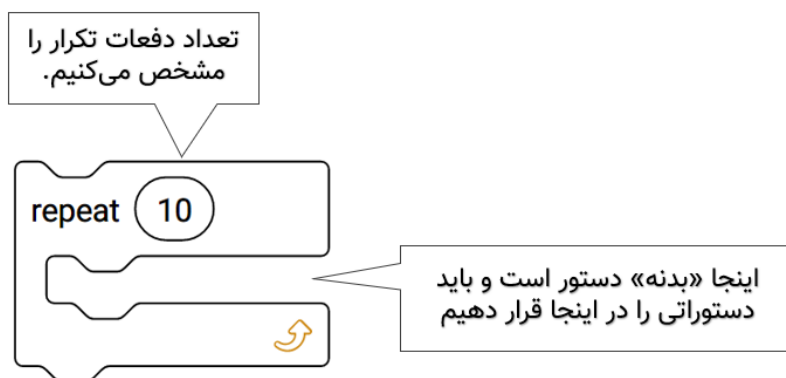 تعداد دفعات تکرار را
مشخص می‌کنیم.
repeat 10
اینجا «بدنه» دستور است و باید
دستوراتی را در اینجا قرار دهیم